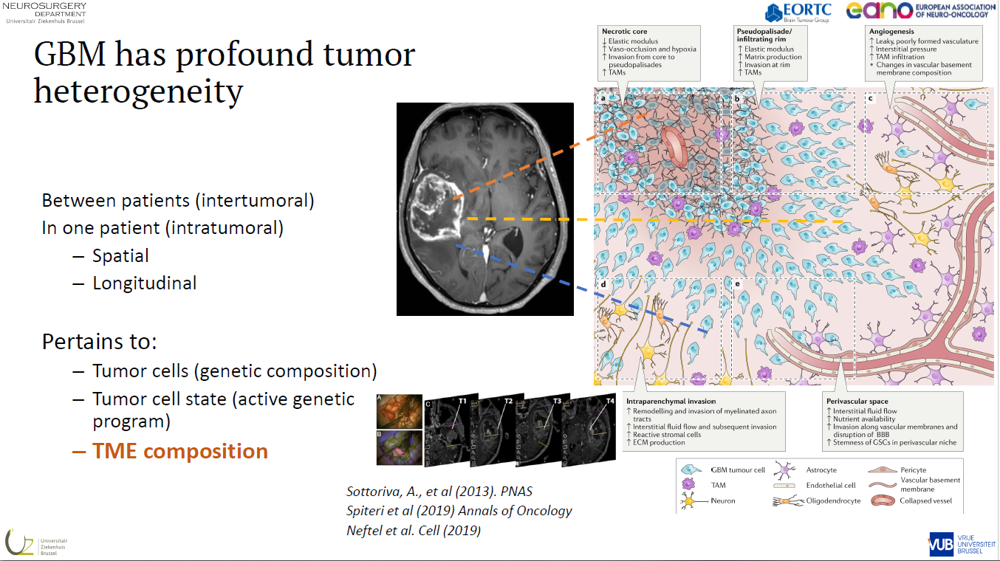 NEUROSURGERY
DEPARTMENT
Universitair Ziekenhuis Brussel
EORTC
Brain Tumour Group
eano
EUROPEAN ASSOCIATION
OF NEURO-ONCOLOGY
GBM has profound tumor
heterogeneity
Between patients (intertumoral)
In one patient (intratumoral)
– Spatial
– Longitudinal
Pertains to:
– Tumor cells (genetic composition)
– Tumor cell state (active genetic
program)
– TME composition
Necrotic core
↓ Elastic modulus
↑ Vaso-occlusion and hypoxia
↑ Invasion from core to
pseudopalisades
↑ TAMs
Pseudopalisade/
infiltrating rim
↑ Elastic modulus
↑ Matrix production
↑ Invasion at rim
↑ TAMs
Angiogenesis
↑ Leaky, poorly formed vasculature
↑ Interstitial pressure
↑ TAM infiltration
• Changes in vascular basement
membrane composition
a
b
c
d
e
Intraparenchymal invasion
↑ Remodelling and invasion of myelinated axon
tracts
↑ Interstitial fluid flow and subsequent invasion
↑ Reactive stromal cells
↑ ECM production
Perivascular space
↑ Interstitial fluid flow
↑ Nutrient availability
↑ Invasion along vascular membranes and
disruption of BBB
↑ Stemness of GSCs in perivascular niche
GBM tumour cell
Astrocyte
Pericyte
TAM
Endothelial cell
Vascular basement
membrane
Neuron
Oligodendrocyte
Collapsed vessel
A
B
C
T1
T2
T3
T4
Sottoriva, A., et al (2013). PNAS
Spiteri et al (2019) Annals of Oncology
Neftel et al. Cell (2019)
UZ
Universitair
Ziekenhuis
Brussel
VUB
VRIJE
UNIVERSITEIT
BRUSSEL